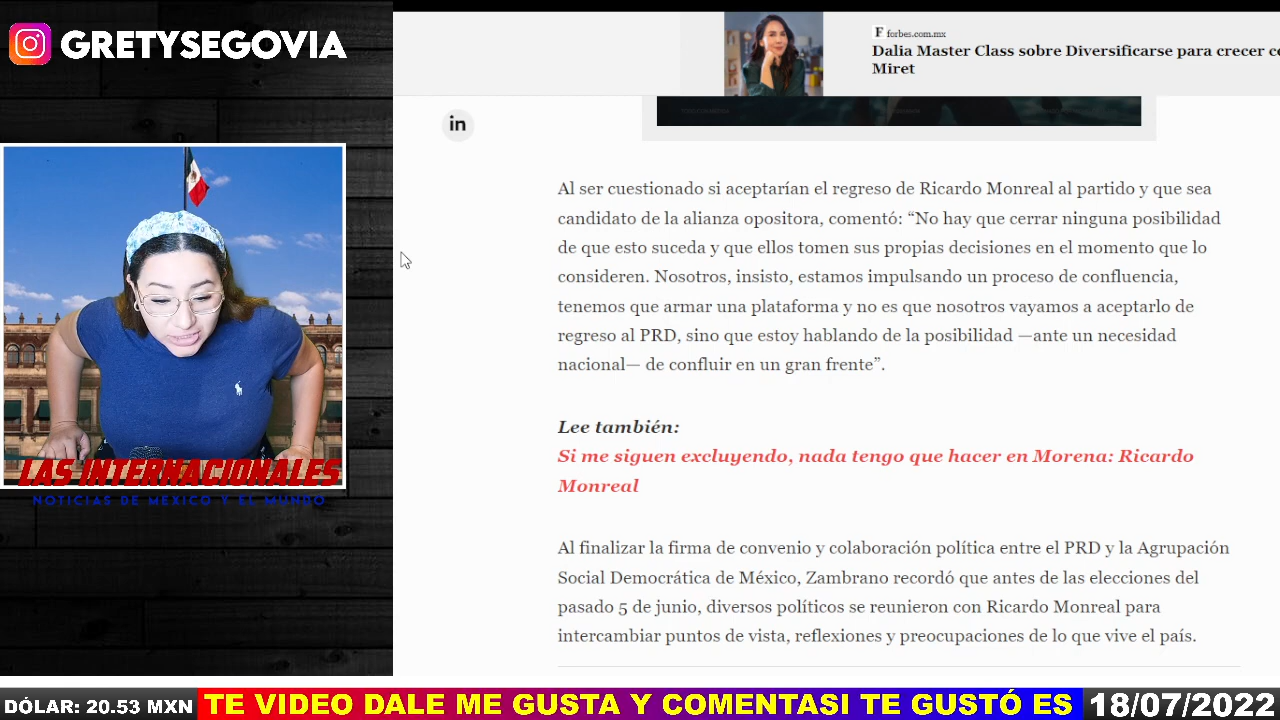 GRETYSEGOVIA
F forbes.com.mx
Dalia Master Class sobre Diversificarse para crecer c
Miret
in
Al ser cuestionado si aceptarían el regreso de Ricardo Monreal al partido y que sea
candidato de la alianza opositora, comentó: “No hay que cerrar ninguna posibilidad
de que esto suceda y que ellos tomen sus propias decisiones en el momento que lo
consideren. Nosotros, insisto, estamos impulsando un proceso de confluencia,
tenemos que armar una plataforma y no es que nosotros vayamos a aceptarlo de
regreso al PRD, sino que estoy hablando de la posibilidad —ante un necesidad
nacional— de confluir en un gran frente”.
Lee también:
Si me siguen excluyendo, nada tengo que hacer en Morena: Ricardo
Monreal
Al finalizar la firma de convenio y colaboración política entre el PRD y la Agrupación
Social Democrática de México, Zambrano recordó que antes de las elecciones del
pasado 5 de junio, diversos políticos se reunieron con Ricardo Monreal para
intercambiar puntos de vista, reflexiones y preocupaciones de lo que vive el país.
LAS INTERNACIONALES
NOTICIAS DE MEXICO Y EL MUNDO
DÓLAR: 20.53 MXN
TE VIDEO DALE ME GUSTA Y COMENTASI TE GUSTÓ ES
18/07/2022